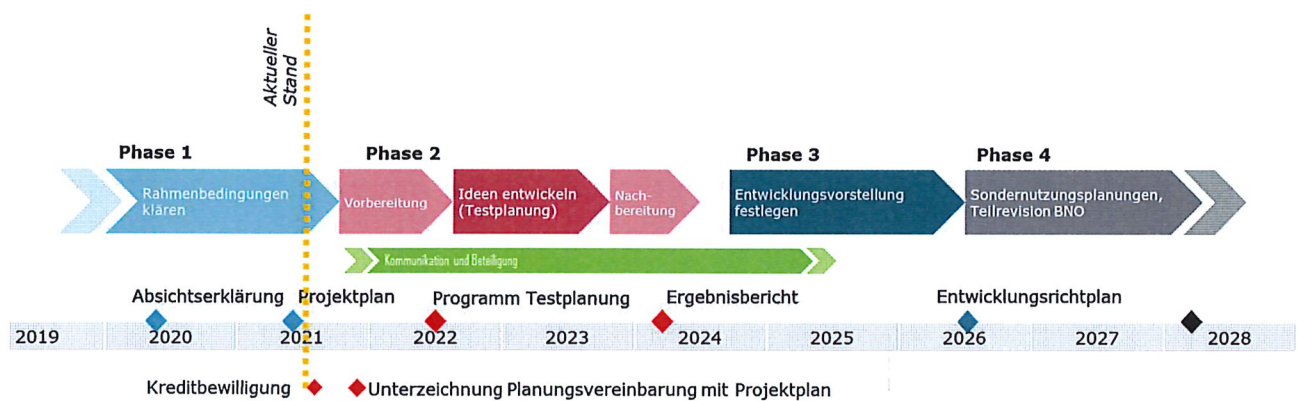 Aktueller
Stand
Phase 1
Phase 2
Phase 3
Phase 4
Rahmenbedingungen
klären
Vorbereitung
Ideen entwickeln
(Testplanung)
Nach-
bereitung
Entwicklungsvorstellung
festlegen
Sondernutzungsplanungen,
Teilrevision BNO
Kommunikation und Beteiligung
Absichtserklärung
Projektplan
Programm Testplanung
Ergebnisbericht
Entwicklungsrichtplan
2019 2020 2021 2022 2023 2024 2025 2026 2027 2028
Kreditbewilligung
Unterzeichnung Planungsvereinbarung mit Projektplan